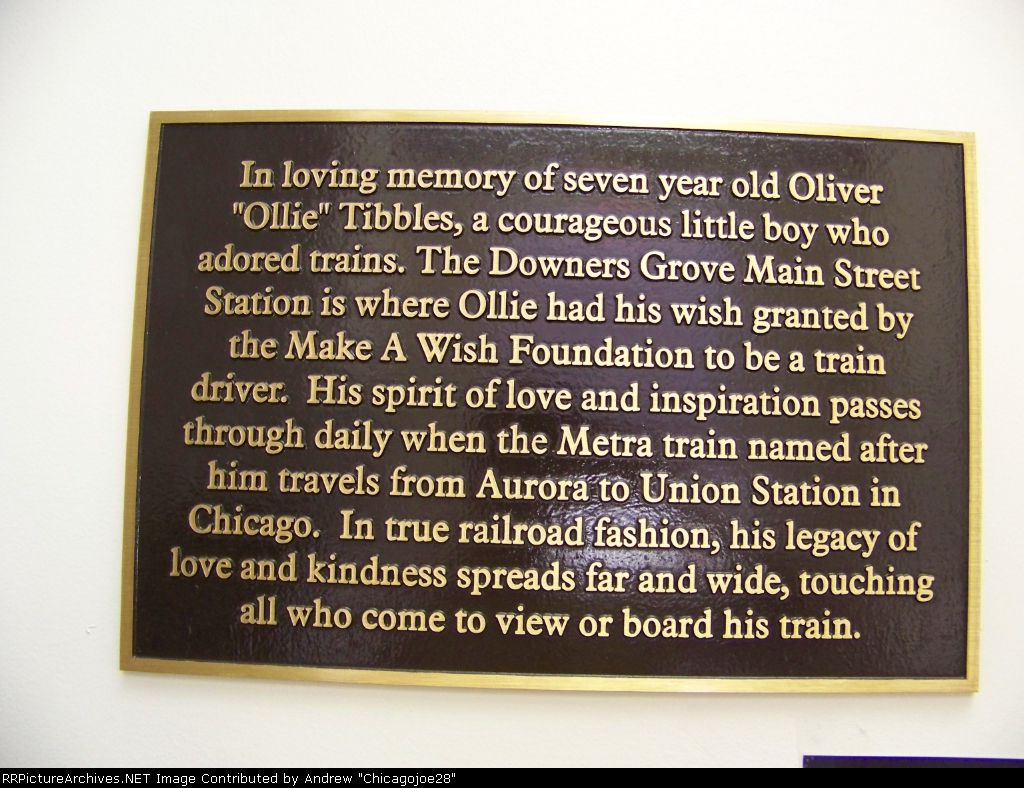 In loving memory of seven year old Oliver
"Ollie" Tibbles, a courageous little boy who
adored trains. The Downers Grove Main Street
Station is where Ollie had his wish granted by
the Make A Wish Foundation to be a train
driver.  His spirit of love and inspiration passes
through daily when the Metra train named after
him travels from Aurora to Union Station in
Chicago.  In true railroad fashion, his legacy of
love and kindness spreads far and wide, touching
all who come to view or board his train.
RRPictureArchives.NET Image Contributed by Andrew "Chicagojoe28"